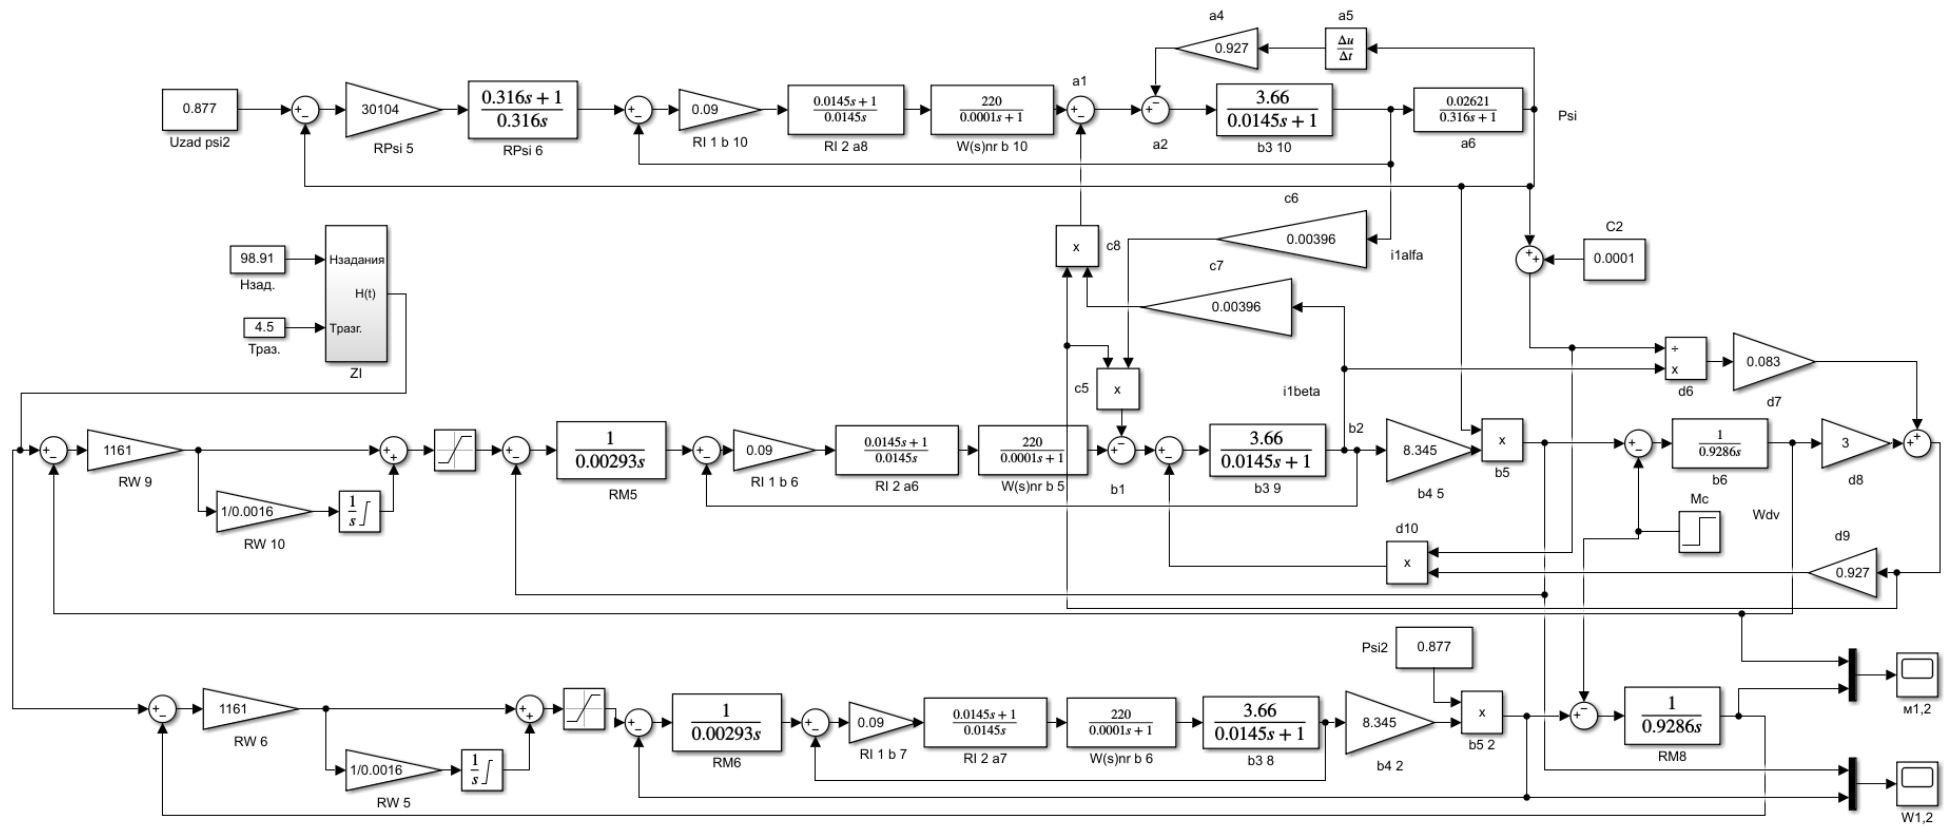 a4
a5
0.927
Δu
Δt
a1
0.877
Uzad psi2
30104
RPsi 5
0.316s + 1
0.316s
RPsi 6
0.09
RI 1 b 10
0.0145s + 1
0.0145s
RI 2 a8
220
0.0001s + 1
W(s)nr b 10
a2
3.66
0.0145s + 1
b3 10
0.02621
0.316s + 1
a6
Psi
c6
0.00396
i1alfa
c8
x
c7
0.00396
C2
0.0001
98.91
Hзад.
4.5
Tраз.
Hзадания
H(t)
Tразг.
ZI
÷
x
d6
0.083
d7
c5
x
i1beta
1161
RW 9
1/0.0016
RW 10
1
s
1
0.00293s
RM5
0.09
RI 1 b 6
0.0145s + 1
0.0145s
RI 2 a6
220
0.0001s + 1
W(s)nr b 5
b1
3.66
0.0145s + 1
b3 9
b2
8.345
b4 5
x
b5
1
0.9286s
b6
3
d8
Mc
Wdv
d10
x
d9
0.927
Psi2
0.877
1161
RW 6
1/0.0016
RW 5
1
s
1
0.00293s
RM6
0.09
RI 1 b 7
0.0145s + 1
0.0145s
RI 2 a7
220
0.0001s + 1
W(s)nr b 6
3.66
0.0145s + 1
b3 8
8.345
b4 2
x
b5 2
1
0.9286s
RM8
м1,2
W1,2